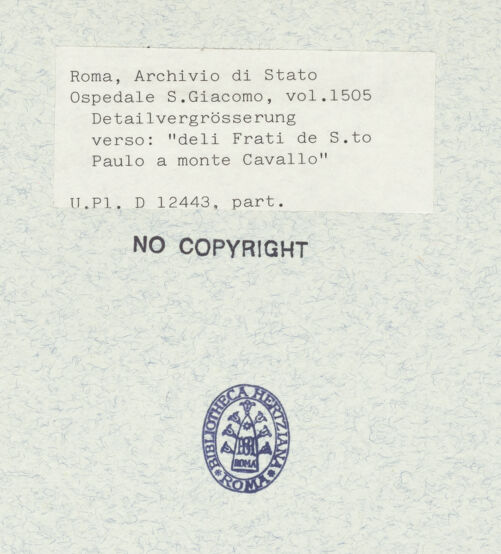 Roma, Archivio di Stato
Ospedale S.Giacomo, vol.1505
Detailvergrösserung
verso: "deli Frati de S.to
Paulo a monte Cavallo"
U.Pl. D 12443, part.
NO COPYRIGHT
BIBLIOTHECA HERTZIANA
ROMA
ROMA